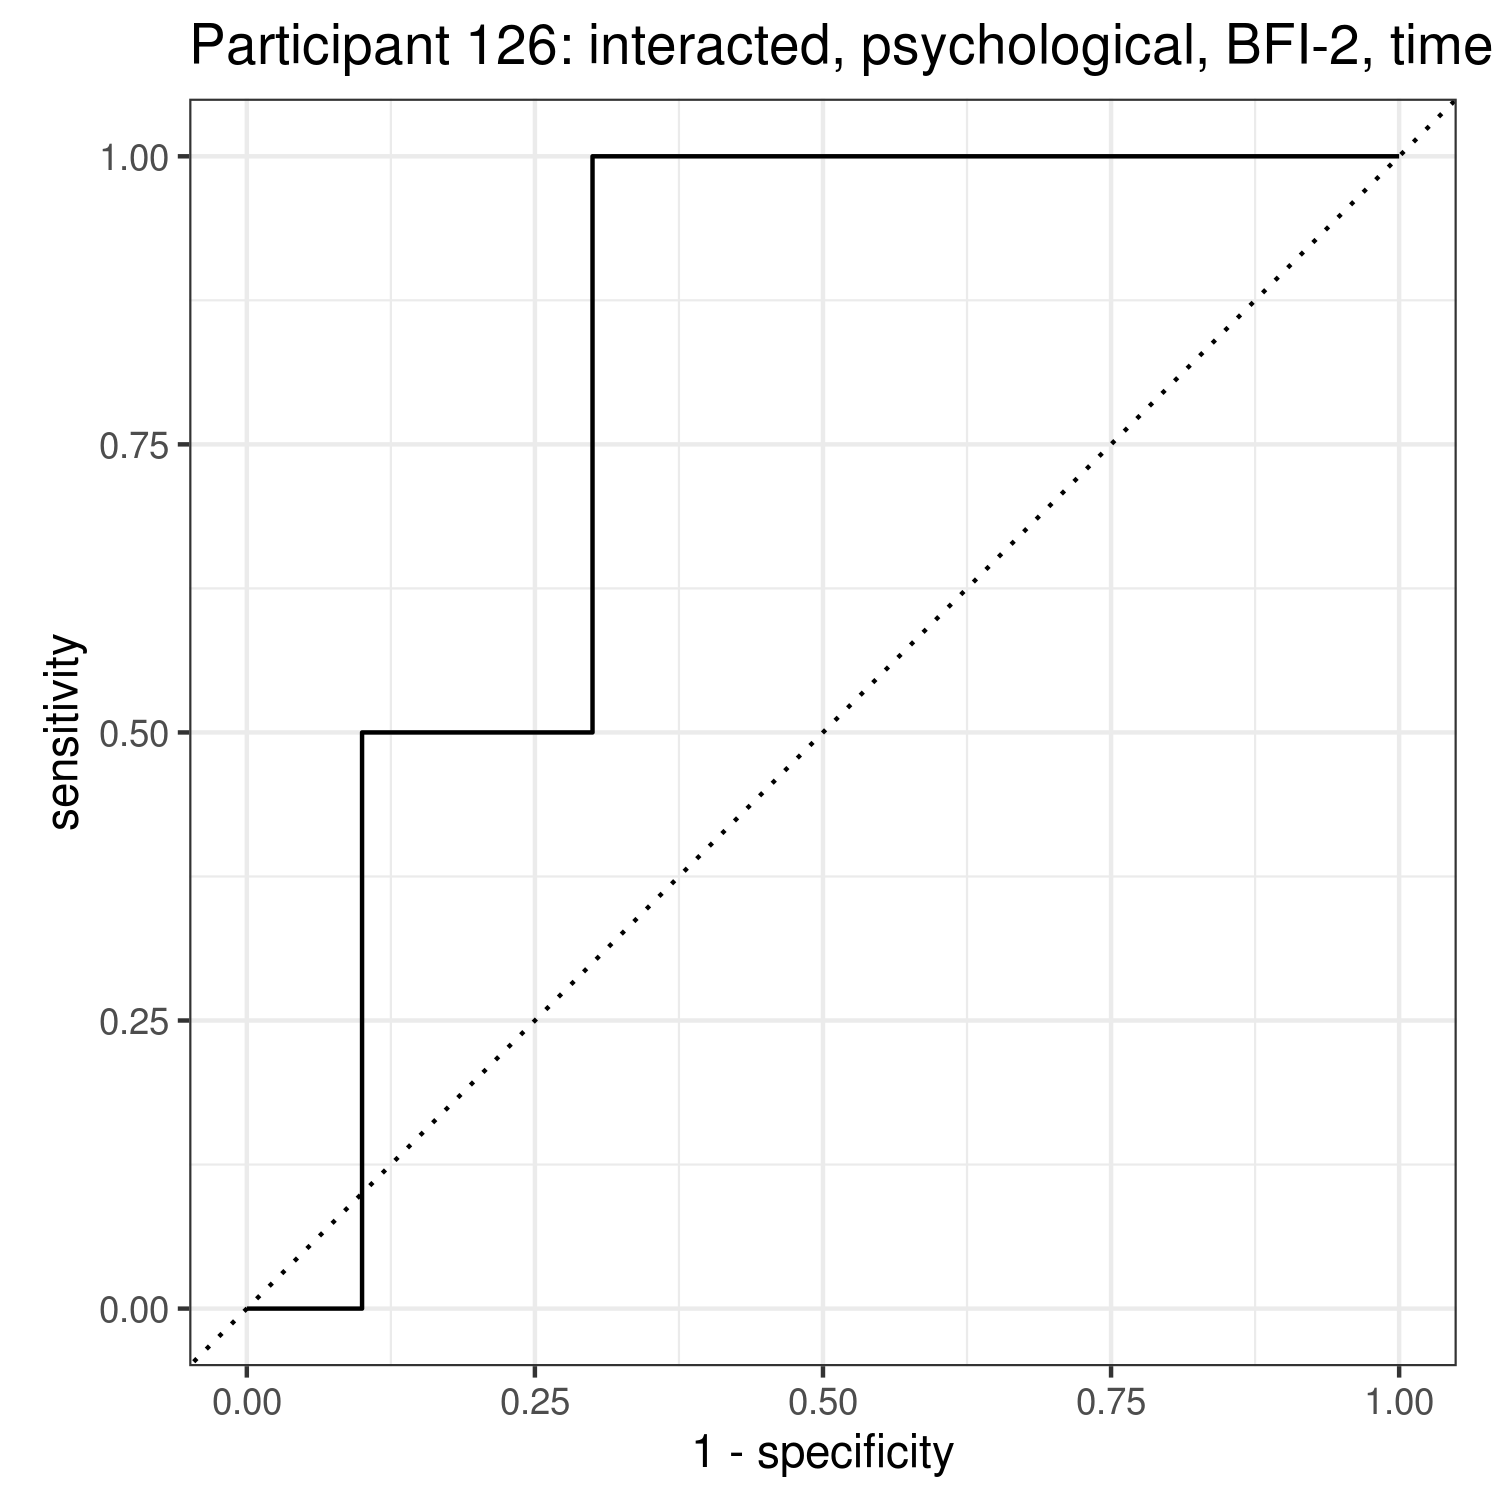 Participant 126: interacted, psychological, BFI-2, time
1.00
0.75
0.50
0.25
0.00
sensitivity
0.00 0.25 0.50 0.75 1.00
1 - specificity